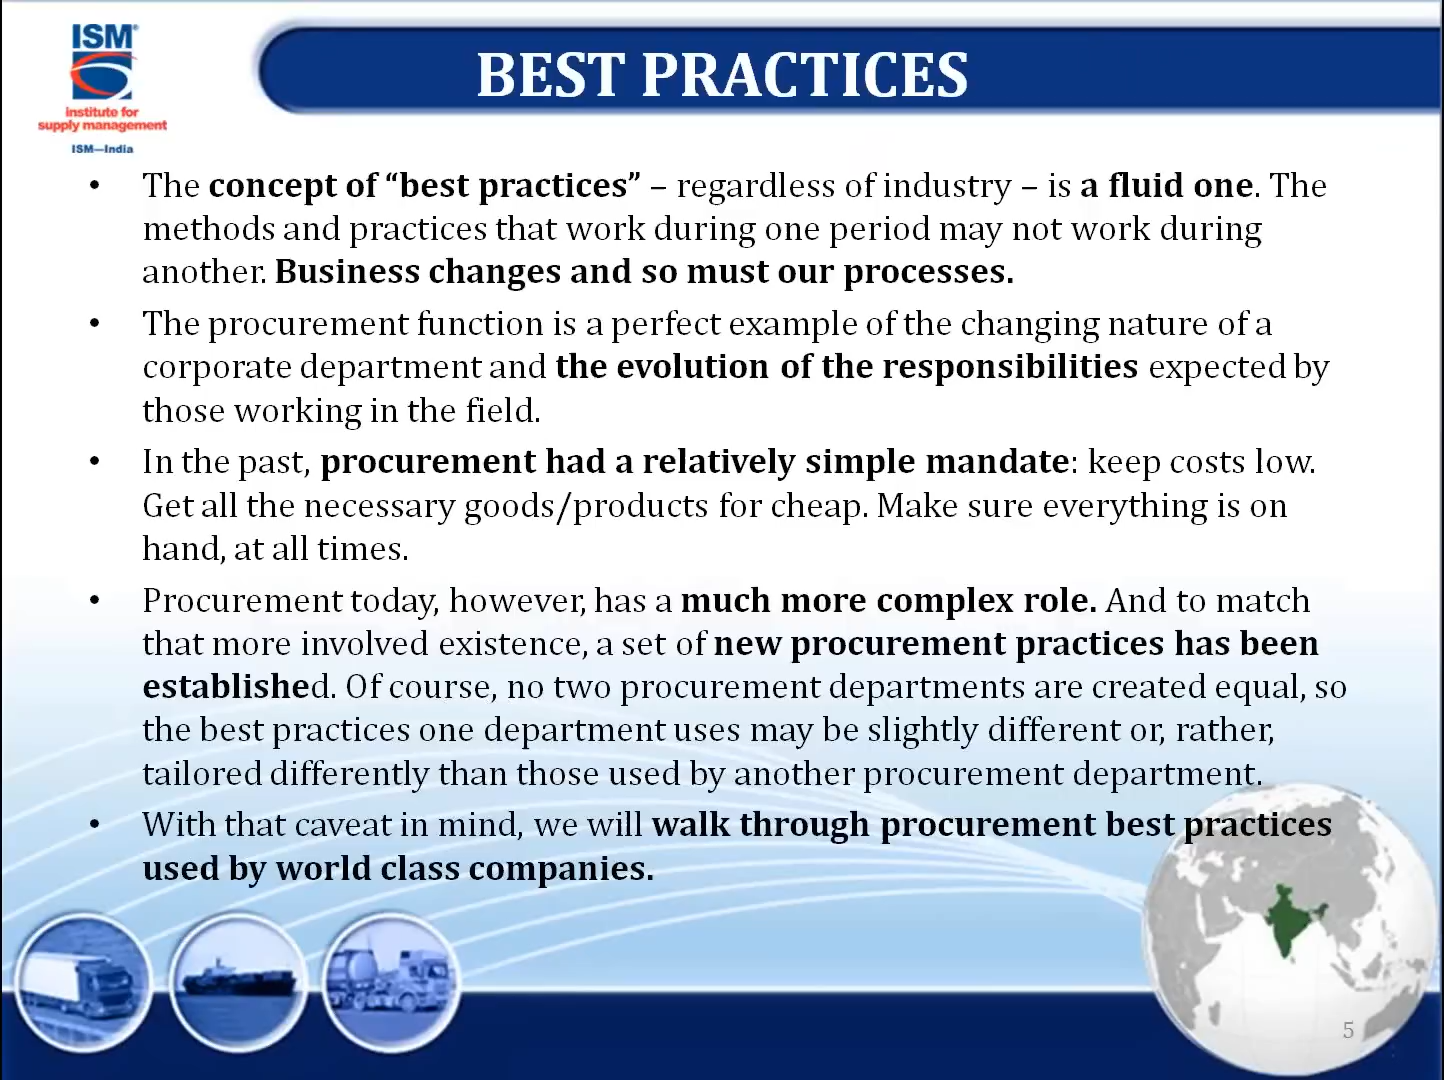 ISM®
institute for
supply management
ISM—India
BEST PRACTICES
• The concept of “best practices” – regardless of industry – is a fluid one. The
methods and practices that work during one period may not work during
another. Business changes and so must our processes.
• The procurement function is a perfect example of the changing nature of a
corporate department and the evolution of the responsibilities expected by
those working in the field.
• In the past, procurement had a relatively simple mandate: keep costs low.
Get all the necessary goods/products for cheap. Make sure everything is on
hand, at all times.
• Procurement today, however, has a much more complex role. And to match
that more involved existence, a set of new procurement practices has been
established. Of course, no two procurement departments are created equal, so
the best practices one department uses may be slightly different or, rather,
tailored differently than those used by another procurement department.
• With that caveat in mind, we will walk through procurement best practices
used by world class companies.
5